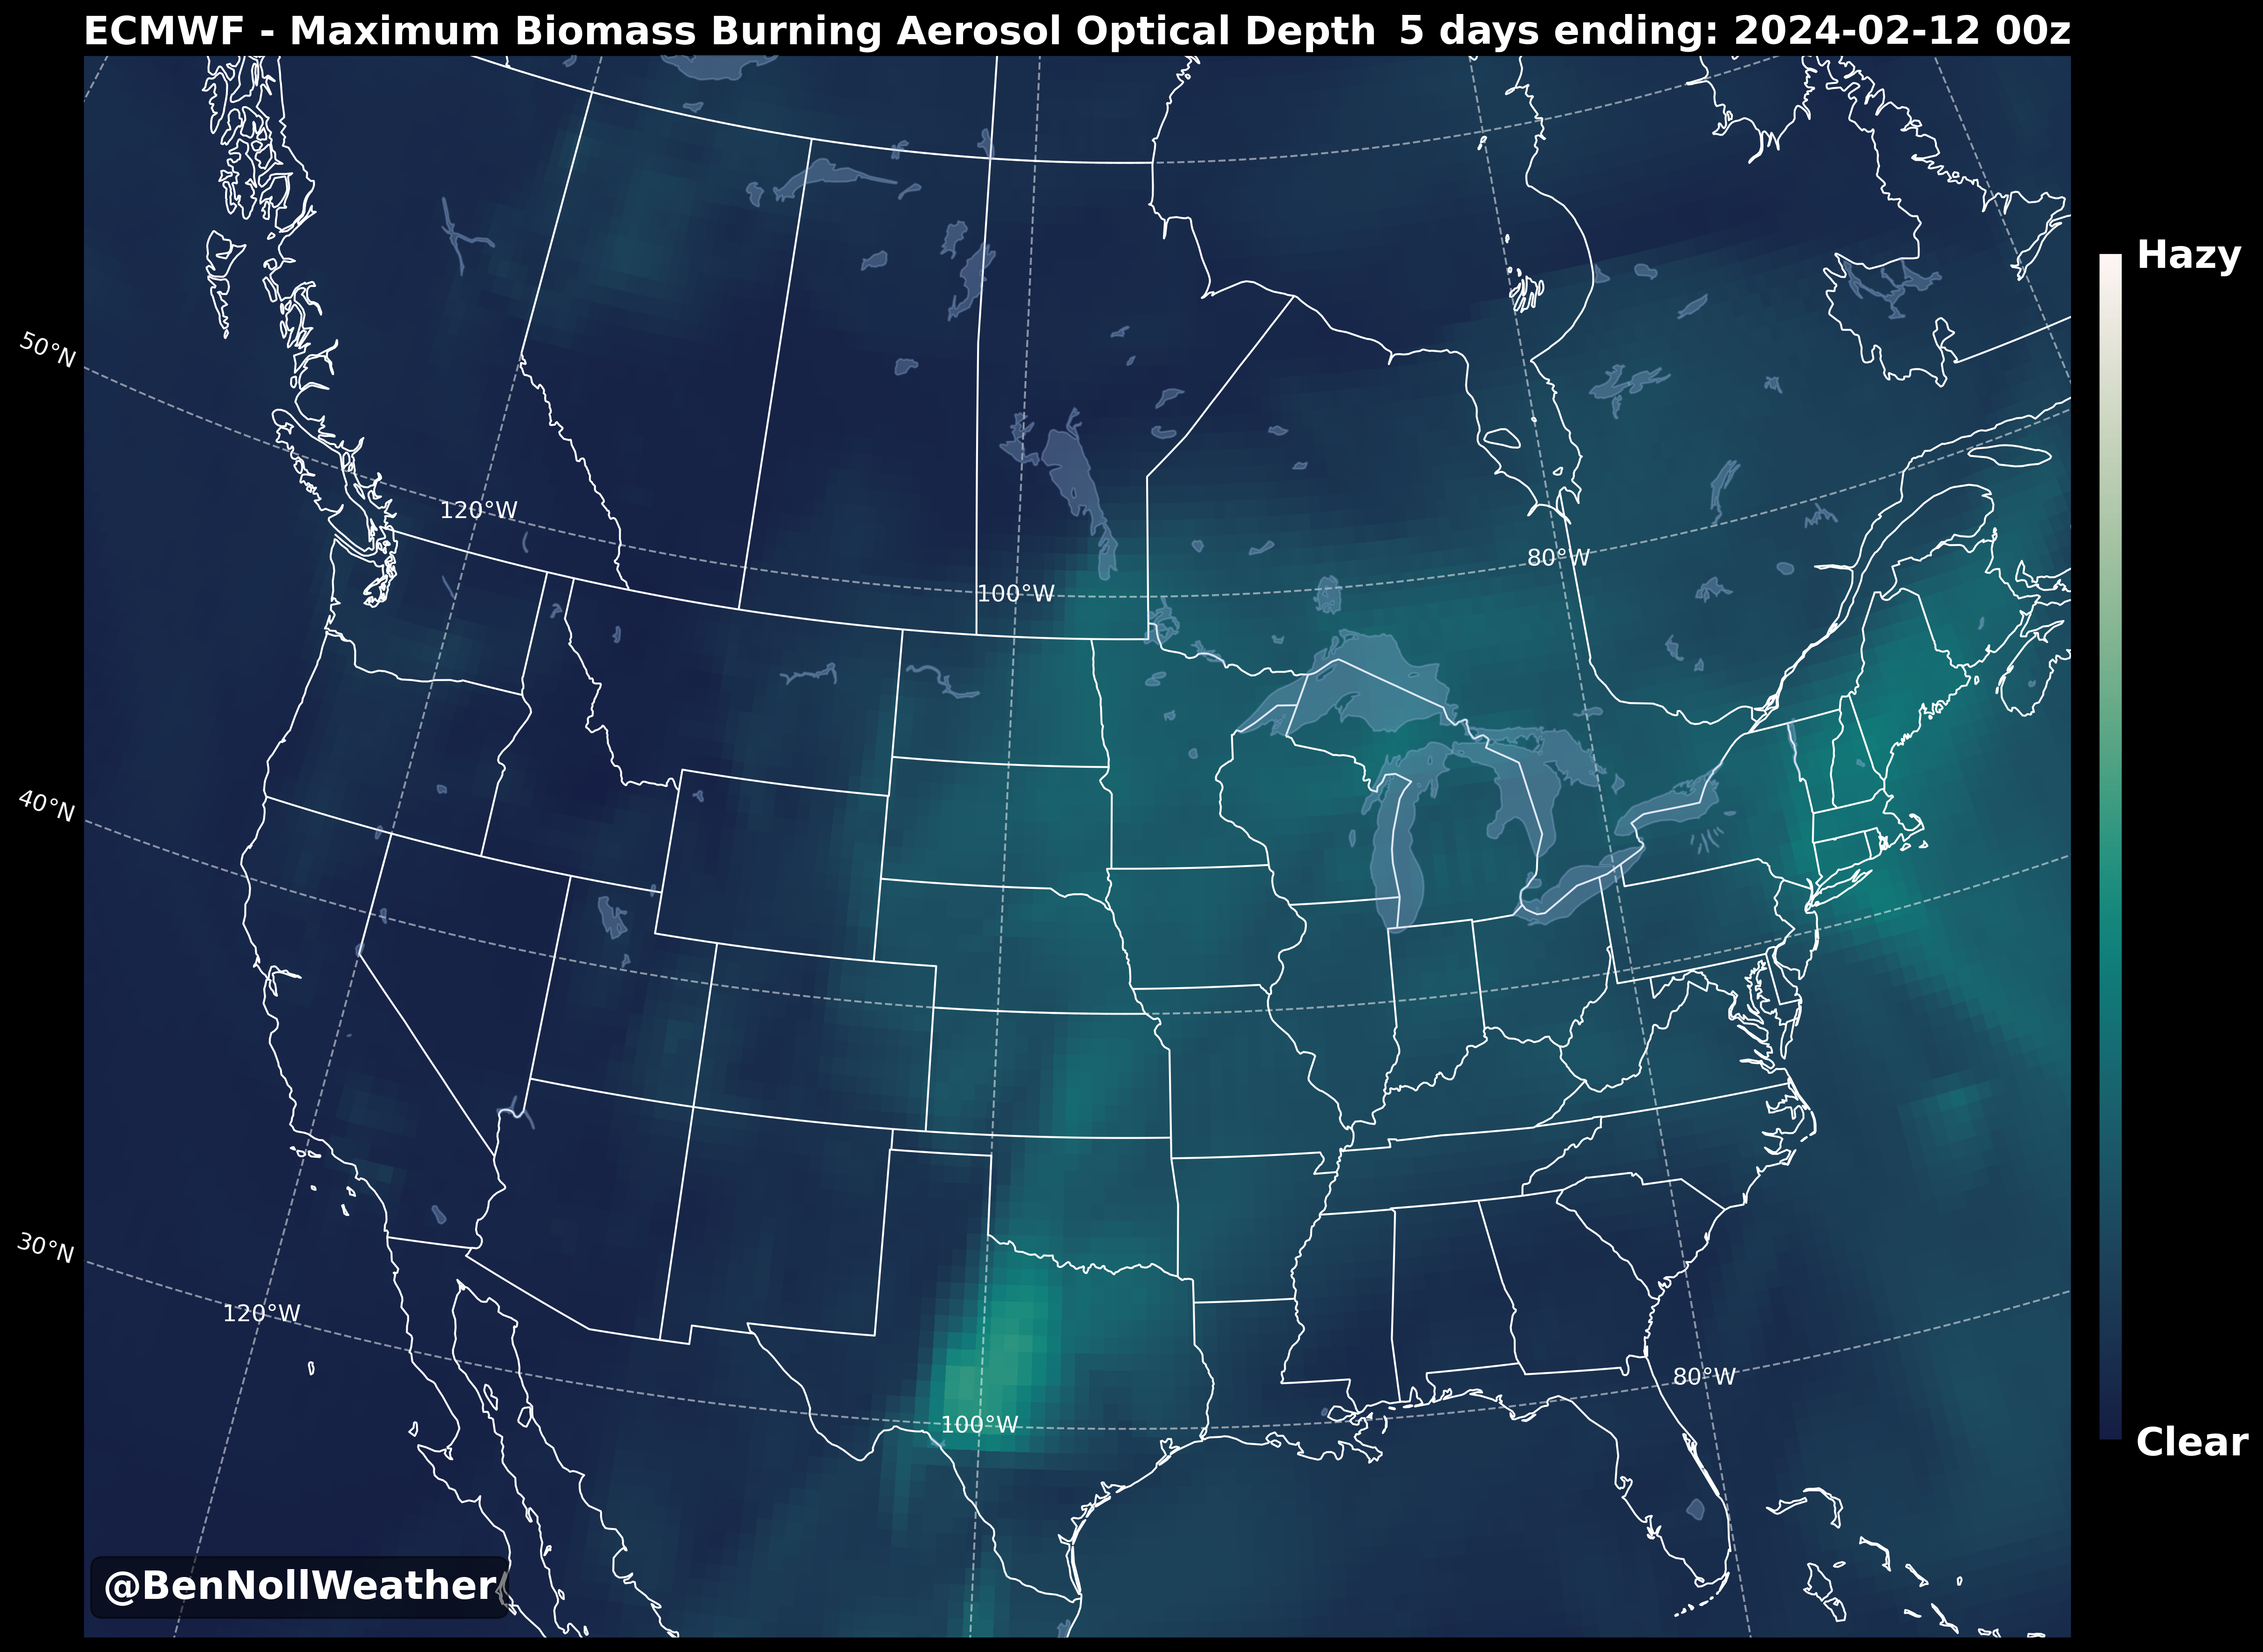 ECMWF - Maximum Biomass Burning Aerosol Optical Depth 5 days ending: 2024-02-12 00z
Hazy
50°N
120°W
80°W
100°W
40°N
30°N
120°W
80°W
100°W
Clear
@BenNollWeather